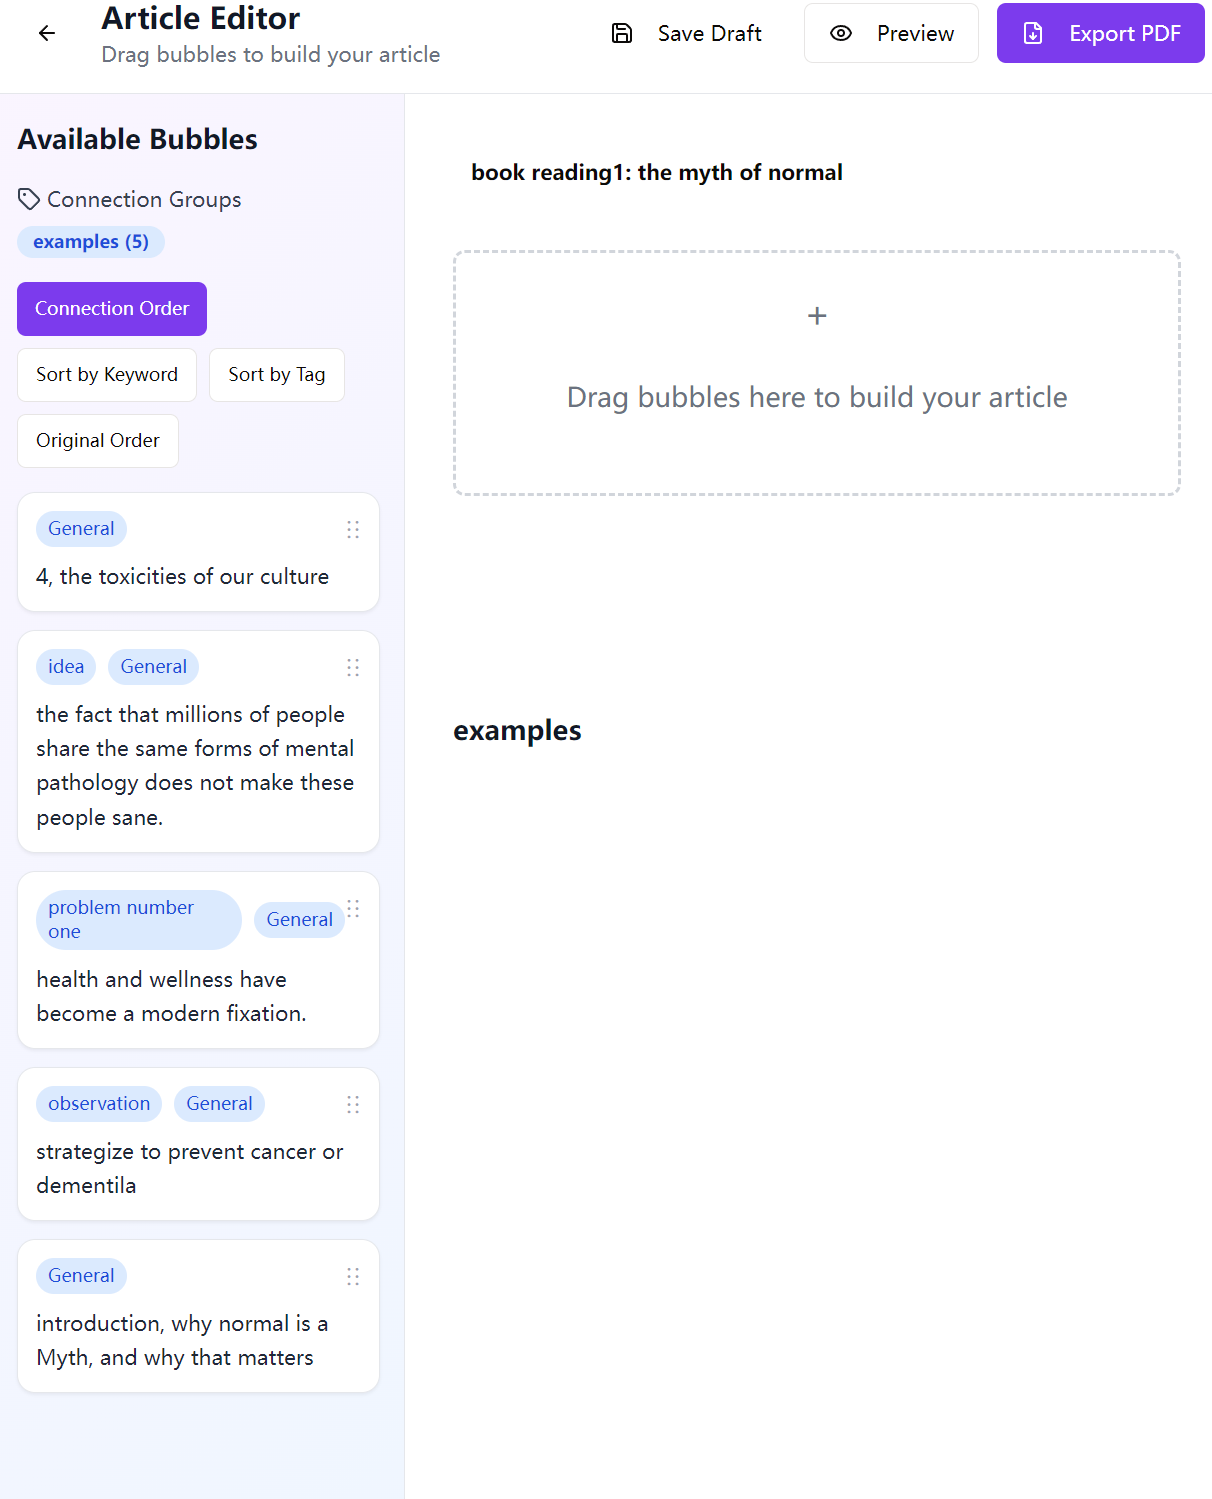 Article Editor
Drag bubbles to build your article
Save Draft
Preview
Export PDF
Available Bubbles
Connection Groups
examples (5)
Connection Order
Sort by Keyword
Sort by Tag
Original Order
General
4, the toxicities of our culture
idea
General
the fact that millions of people
share the same forms of mental
pathology does not make these
people sane.
problem number
one
General
health and wellness have
become a modern fixation.
observation
General
strategize to prevent cancer or
dementila
General
introduction, why normal is a
Myth, and why that matters
book reading1: the myth of normal
+
Drag bubbles here to build your article
examples